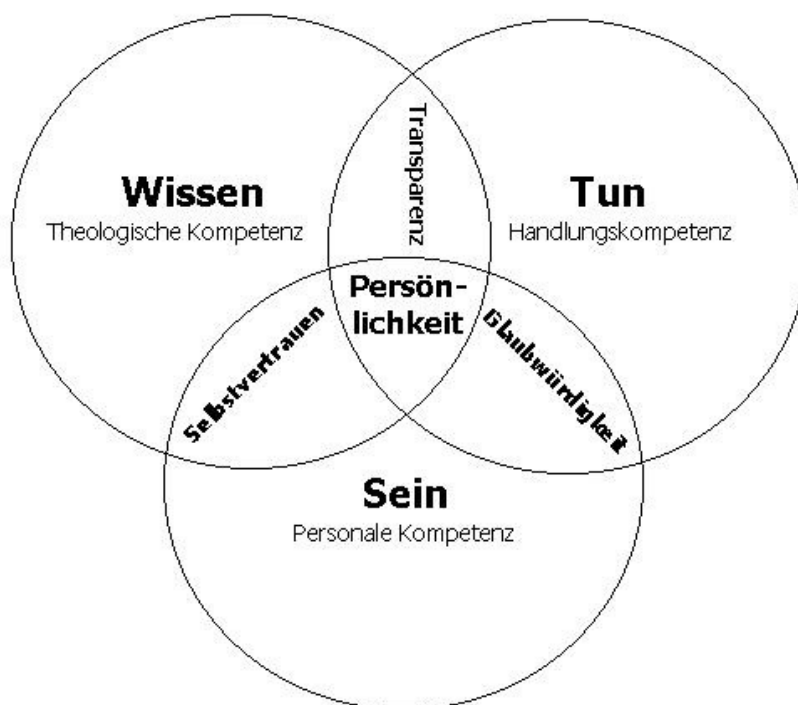 Transparenz
Wissen
Theologische Kompetenz
Tun
Handlungskompetenz
Persön-
lichkeit
Selbstvertrauen
Glaubwürdigkeit
Sein
Personale Kompetenz